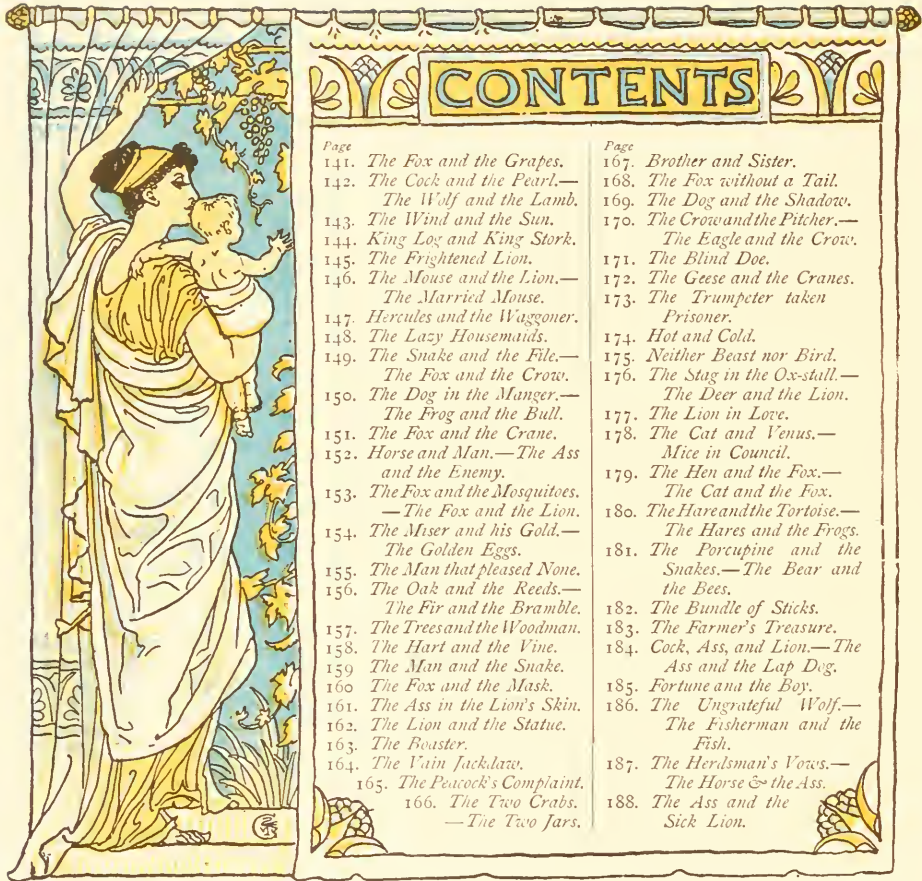 CONTENTS
Page
141. The Fox and the Grapes.
142. The Cock and the Pearl.—
The Wolf and the Lamb.
143. The Wind and the Sun.
144. King Log and King Stork.
145. The Frightened Lion.
146. The Mouse and the Lion.—
The Married Mouse.
147. Hercules and the Waggoner.
148. The Lazy Housemaids.
149. The Snake and the File.—
The Fox and the Crow.
150. The Dog in the Manger.—
The Frog and the Bull.
151. The Fox and the Crane.
152. Horse and Man.—The Ass
and the Enemy.
153. The Fox and the Mosquitoes.
—The Fox and the Lion.
154. The Miser and his Gold.—
The Golden Eggs.
155. The Man that pleased None.
156. The Oak and the Reeds.—
The Fir and the Bramble.
157. The Trees and the Woodman.
158. The Hart and the Vine.
159 The Man and the Snake.
160 The Fox and the Mask.
161. The Ass in the Lion's Skin.
162. The Lion and the Statue.
163. The Boaster.
164. The Vain Jackdaw.
165. The Peacock's Complaint.
166. The Two Crabs.
—The Two Jars.
Page
167. Brother and Sister.
168. The Fox without a Tail.
169. The Dog and the Shadow.
170. The Crow and the Pitcher.—
The Eagle and the Crow.
171. The Blind Doe.
172. The Geese and the Cranes.
173. The Trumpeter taken
Prisoner.
174. Hot and Cold.
175. Neither Beast nor Bird.
176. The Stag in the Ox-stall.—
The Deer and the Lion.
177. The Lion in Love.
178. The Cat and Venus.—
Mice in Council.
179. The Hen and the Fox.—
The Cat and the Fox.
180. The Hare and the Tortoise.—
The Hares and the Frogs.
181. The Porcupine and the
Snakes.—The Bear and
the Bees.
182. The Bundle of Sticks.
183. The Farmer's Treasure.
184. Cock, Ass, and Lion.—The
Ass and the Lap Dog.
185. Fortune and the Boy.
186. The Ungrateful Wolf.—
The Fisherman and the
Fish.
187. The Herdsman's Vows.—
The Horse & the Ass.
188. The Ass and the
Sick Lion.